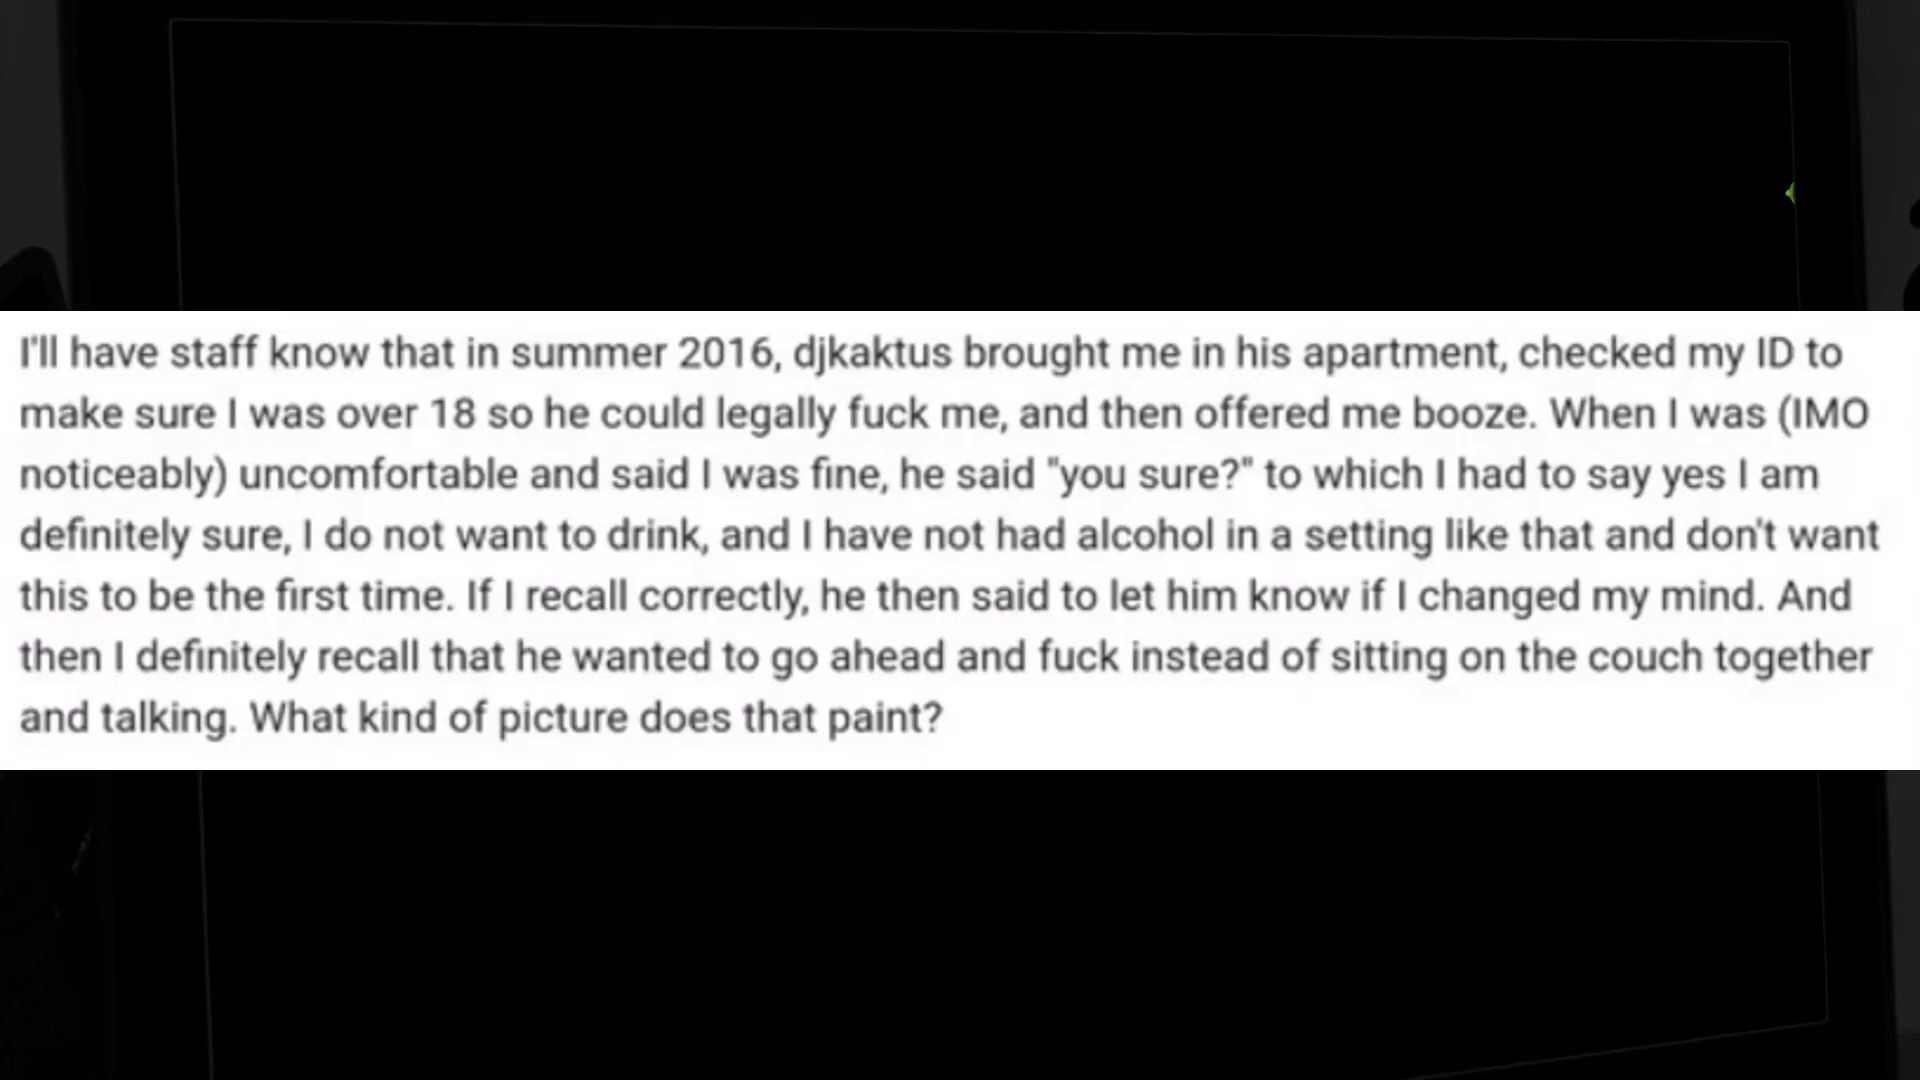 I'll have staff know that in summer 2016, djkaktus brought me in his apartment, checked my ID to
make sure I was over 18 so he could legally fuck me, and then offered me booze. When I was (IMO
noticeably) uncomfortable and said I was fine, he said "you sure?" to which I had to say yes I am
definitely sure, I do not want to drink, and I have not had alcohol in a setting like that and don't want
this to be the first time. If I recall correctly, he then said to let him know if I changed my mind. And
then I definitely recall that he wanted to go ahead and fuck instead of sitting on the couch together
and talking. What kind of picture does that paint?